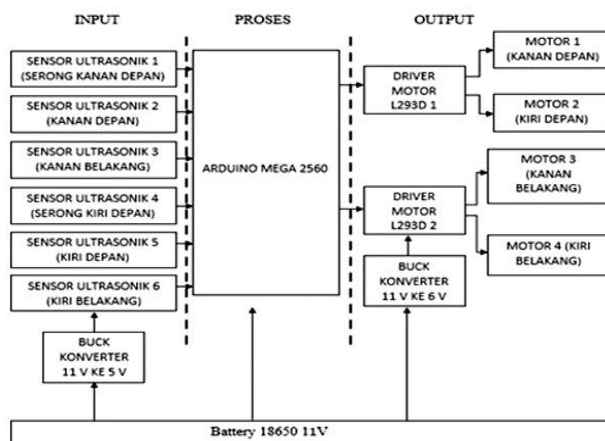 INPUT
PROSES
OUTPUT
SENSOR ULTRASONIK 1
(SERONG KANAN DEPAN)
SENSOR ULTRASONIK 2
(KANAN DEPAN)
SENSOR ULTRASONIK 3
(KANAN BELAKANG)
SENSOR ULTRASONIK 4
(SERONG KIRI DEPAN)
SENSOR ULTRASONIK 5
(KIRI DEPAN)
SENSOR ULTRASONIK 6
(KIRI BELAKANG)
BUCK
KONVERTER
11 V KE 5 V
ARDUINO MEGA 2560
DRIVER
MOTOR
L293D 1
DRIVER
MOTOR
L293D 2
BUCK
KONVERTER
11 V KE 6 V
MOTOR 1
(KANAN DEPAN)
MOTOR 2
(KIRI DEPAN)
MOTOR 3
(KANAN
BELAKANG)
MOTOR 4 (KIRI
BELAKANG)
Battery 18650 11V